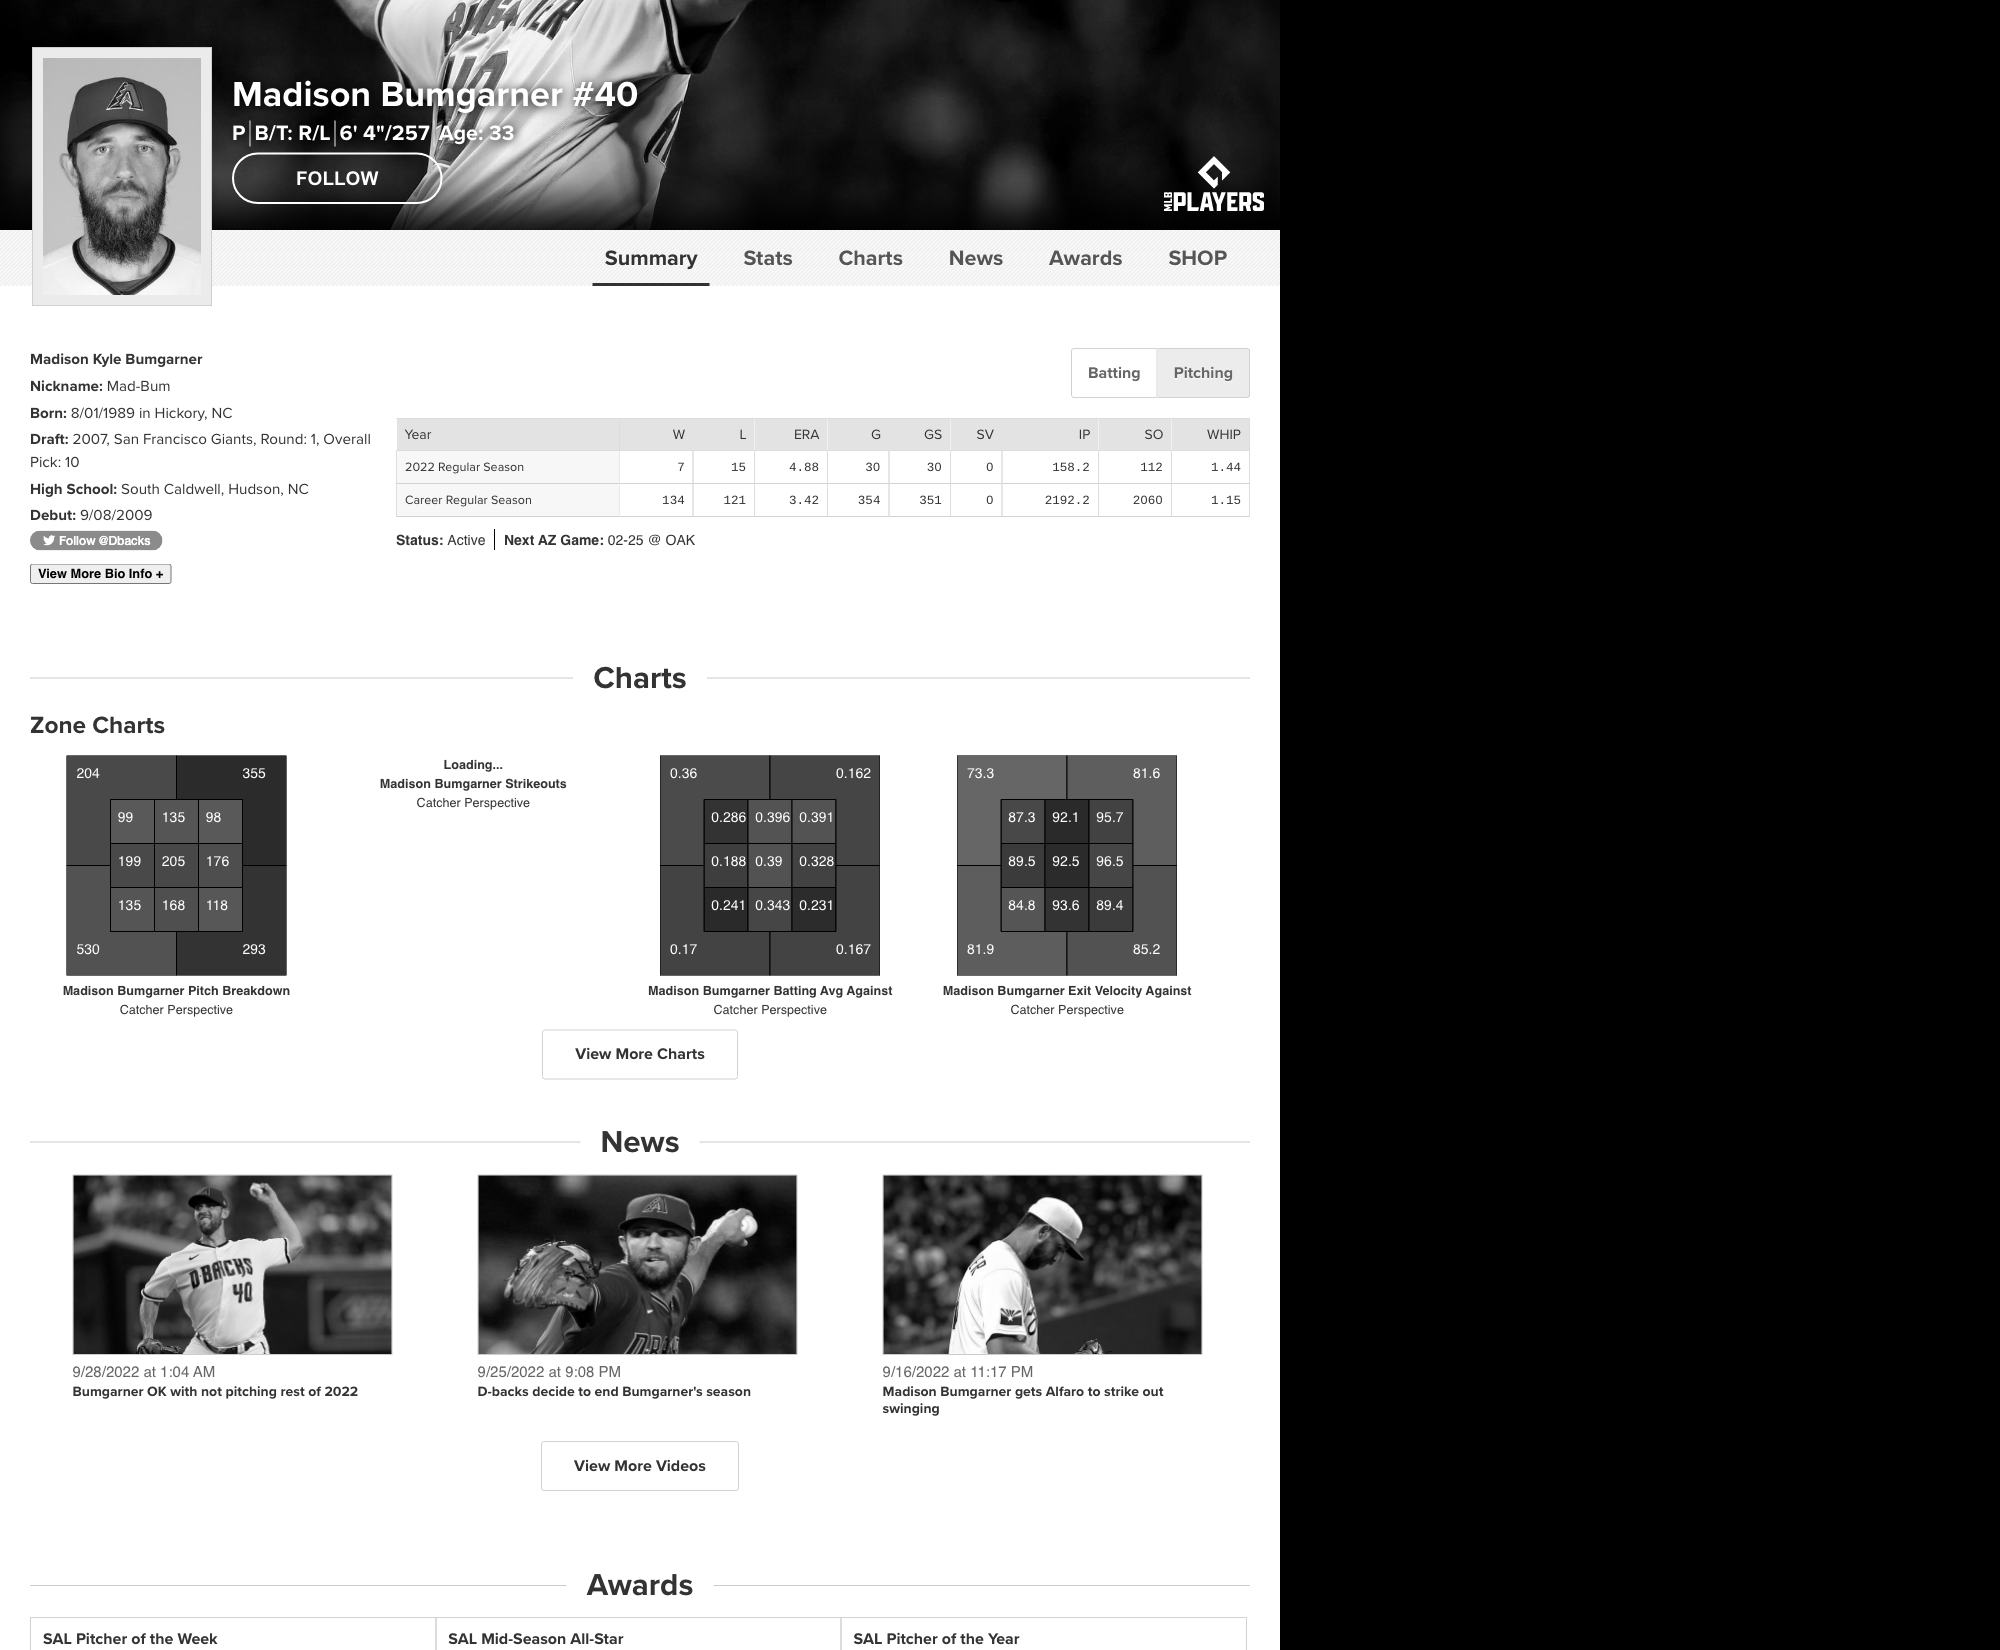 Madison Bumgarner #40
P B/T: R/L 6' 4"/257 Age: 33
FOLLOW
MLB PLAYERS
Summary Stats Charts News Awards SHOP
Madison Kyle Bumgarner
Nickname: Mad-Bum
Born: 8/01/1989 in Hickory, NC
Draft: 2007, San Francisco Giants, Round: 1, Overall
Pick: 10
High School: South Caldwell, Hudson, NC
Debut: 9/08/2009
Follow @Dbacks
View More Bio Info +
Batting Pitching
Year W L ERA G GS SV IP SO WHIP
2022 Regular Season 7 15 4.88 30 30 0 158.2 112 1.44
Career Regular Season 134 121 3.42 354 351 0 2192.2 2060 1.15
Status: Active Next AZ Game: 02-25 @ OAK
Charts
Zone Charts
204 355
99 135 98
199 205 176
135 168 118
530 293
Madison Bumgarner Pitch Breakdown
Catcher Perspective
Loading...
Madison Bumgarner Strikeouts
Catcher Perspective
0.36 0.162
0.286 0.396 0.391
0.188 0.39 0.328
0.241 0.343 0.231
0.17 0.167
Madison Bumgarner Batting Avg Against
Catcher Perspective
73.3 81.6
87.3 92.1 95.7
89.5 92.5 96.5
84.8 93.6 89.4
81.9 85.2
Madison Bumgarner Exit Velocity Against
Catcher Perspective
View More Charts
News
D BACKS
40
9/28/2022 at 1:04 AM
Bumgarner OK with not pitching rest of 2022
9/25/2022 at 9:08 PM
D-backs decide to end Bumgarner's season
9/16/2022 at 11:17 PM
Madison Bumgarner gets Alfaro to strike out
swinging
View More Videos
Awards
SAL Pitcher of the Week
SAL Mid-Season All-Star
SAL Pitcher of the Year